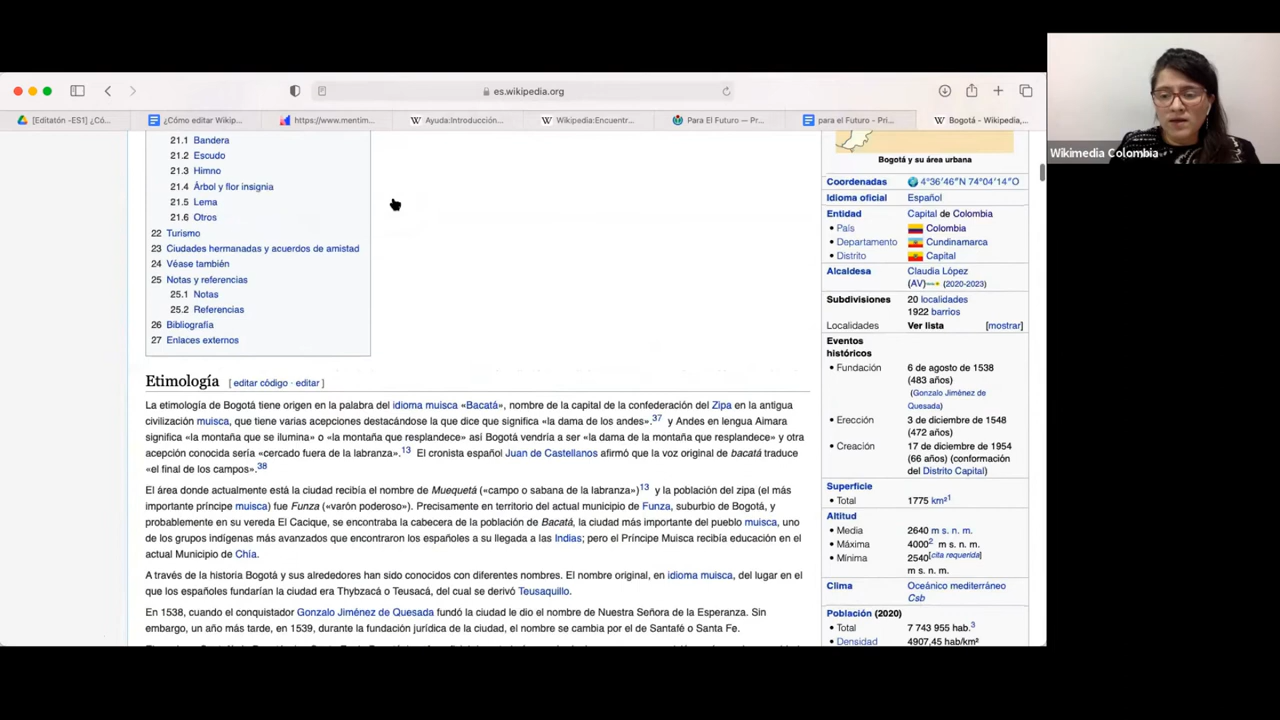 es.wikipedia.org
[Editatón -ES1] ¿Có...
¿Cómo editar Wikip...
https://www.mentim...
Ayuda:Introducción...
Wikipedia:Encuentr...
Para El Futuro — Pr...
para el Futuro - Pri...
Bogotá - Wikipedia,...
Wikimedia Colombia
21.1 Bandera
21.2 Escudo
21.3 Himno
21.4 Árbol y flor insignia
21.5 Lema
21.6 Otros
22 Turismo
23 Ciudades hermanadas y acuerdos de amistad
24 Véase también
25 Notas y referencias
25.1 Notas
25.2 Referencias
26 Bibliografía
27 Enlaces externos
Etimología [ editar código · editar ]
La etimología de Bogotá tiene origen en la palabra del idioma muisca «Bacatá», nombre de la capital de la confederación del Zipa en la antigua
civilización muisca, que tiene varias acepciones destacándose la que dice que significa «la dama de los andes».37 y Andes en lengua Aimara
significa «la montaña que se ilumina» o «la montaña que resplandece» así Bogotá vendría a ser «la dama de la montaña que resplandece» y otra
acepción conocida sería «cercado fuera de la labranza».13 El cronista español Juan de Castellanos afirmó que la voz original de bacatá traduce
«el final de los campos».38
El área donde actualmente está la ciudad recibía el nombre de Muequetá («campo o sabana de la labranza»)13 y la población del zipa (el más
importante príncipe muisca) fue Funza («varón poderoso»). Precisamente en territorio del actual municipio de Funza, suburbio de Bogotá, y
probablemente en su vereda El Cacique, se encontraba la cabecera de la población de Bacatá, la ciudad más importante del pueblo muisca, uno
de los grupos indígenas más avanzados que encontraron los españoles a su llegada a las Indias; pero el Príncipe Muisca recibía educación en el
actual Municipio de Chía.
A través de la historia Bogotá y sus alrededores han sido conocidos con diferentes nombres. El nombre original, en idioma muisca, del lugar en el
que los españoles fundarían la ciudad era Thybzacá o Teusacá, del cual se derivó Teusaquillo.
En 1538, cuando el conquistador Gonzalo Jiménez de Quesada fundó la ciudad le dio el nombre de Nuestra Señora de la Esperanza. Sin
embargo, un año más tarde, en 1539, durante la fundación jurídica de la ciudad, el nombre se cambia por el de Santafé o Santa Fe.
Bogotá y su área urbana
Coordenadas 4°36′46″N 74°04′14″O
Idioma oficial Español
Entidad Capital de Colombia
• País Colombia
• Departamento Cundinamarca
• Distrito Capital
Alcaldesa Claudia López
(AV) (2020-2023)
Subdivisiones 20 localidades
1922 barrios
Localidades Ver lista [mostrar]
Eventos
históricos
• Fundación 6 de agosto de 1538
(483 años)
(Gonzalo Jiménez de
Quesada)
• Erección 3 de diciembre de 1548
(472 años)
• Creación 17 de diciembre de 1954
(66 años) (conformación
del Distrito Capital)
Superficie
• Total 1775 km²1
Altitud
• Media 2640 m s. n. m.
• Máxima 40002 m s. n. m.
• Mínima 2540[cita requerida]
m s. n. m.
Clima Oceánico mediterráneo
Csb
Población (2020)
• Total 7 743 955 hab.3
• Densidad 4907,45 hab/km²